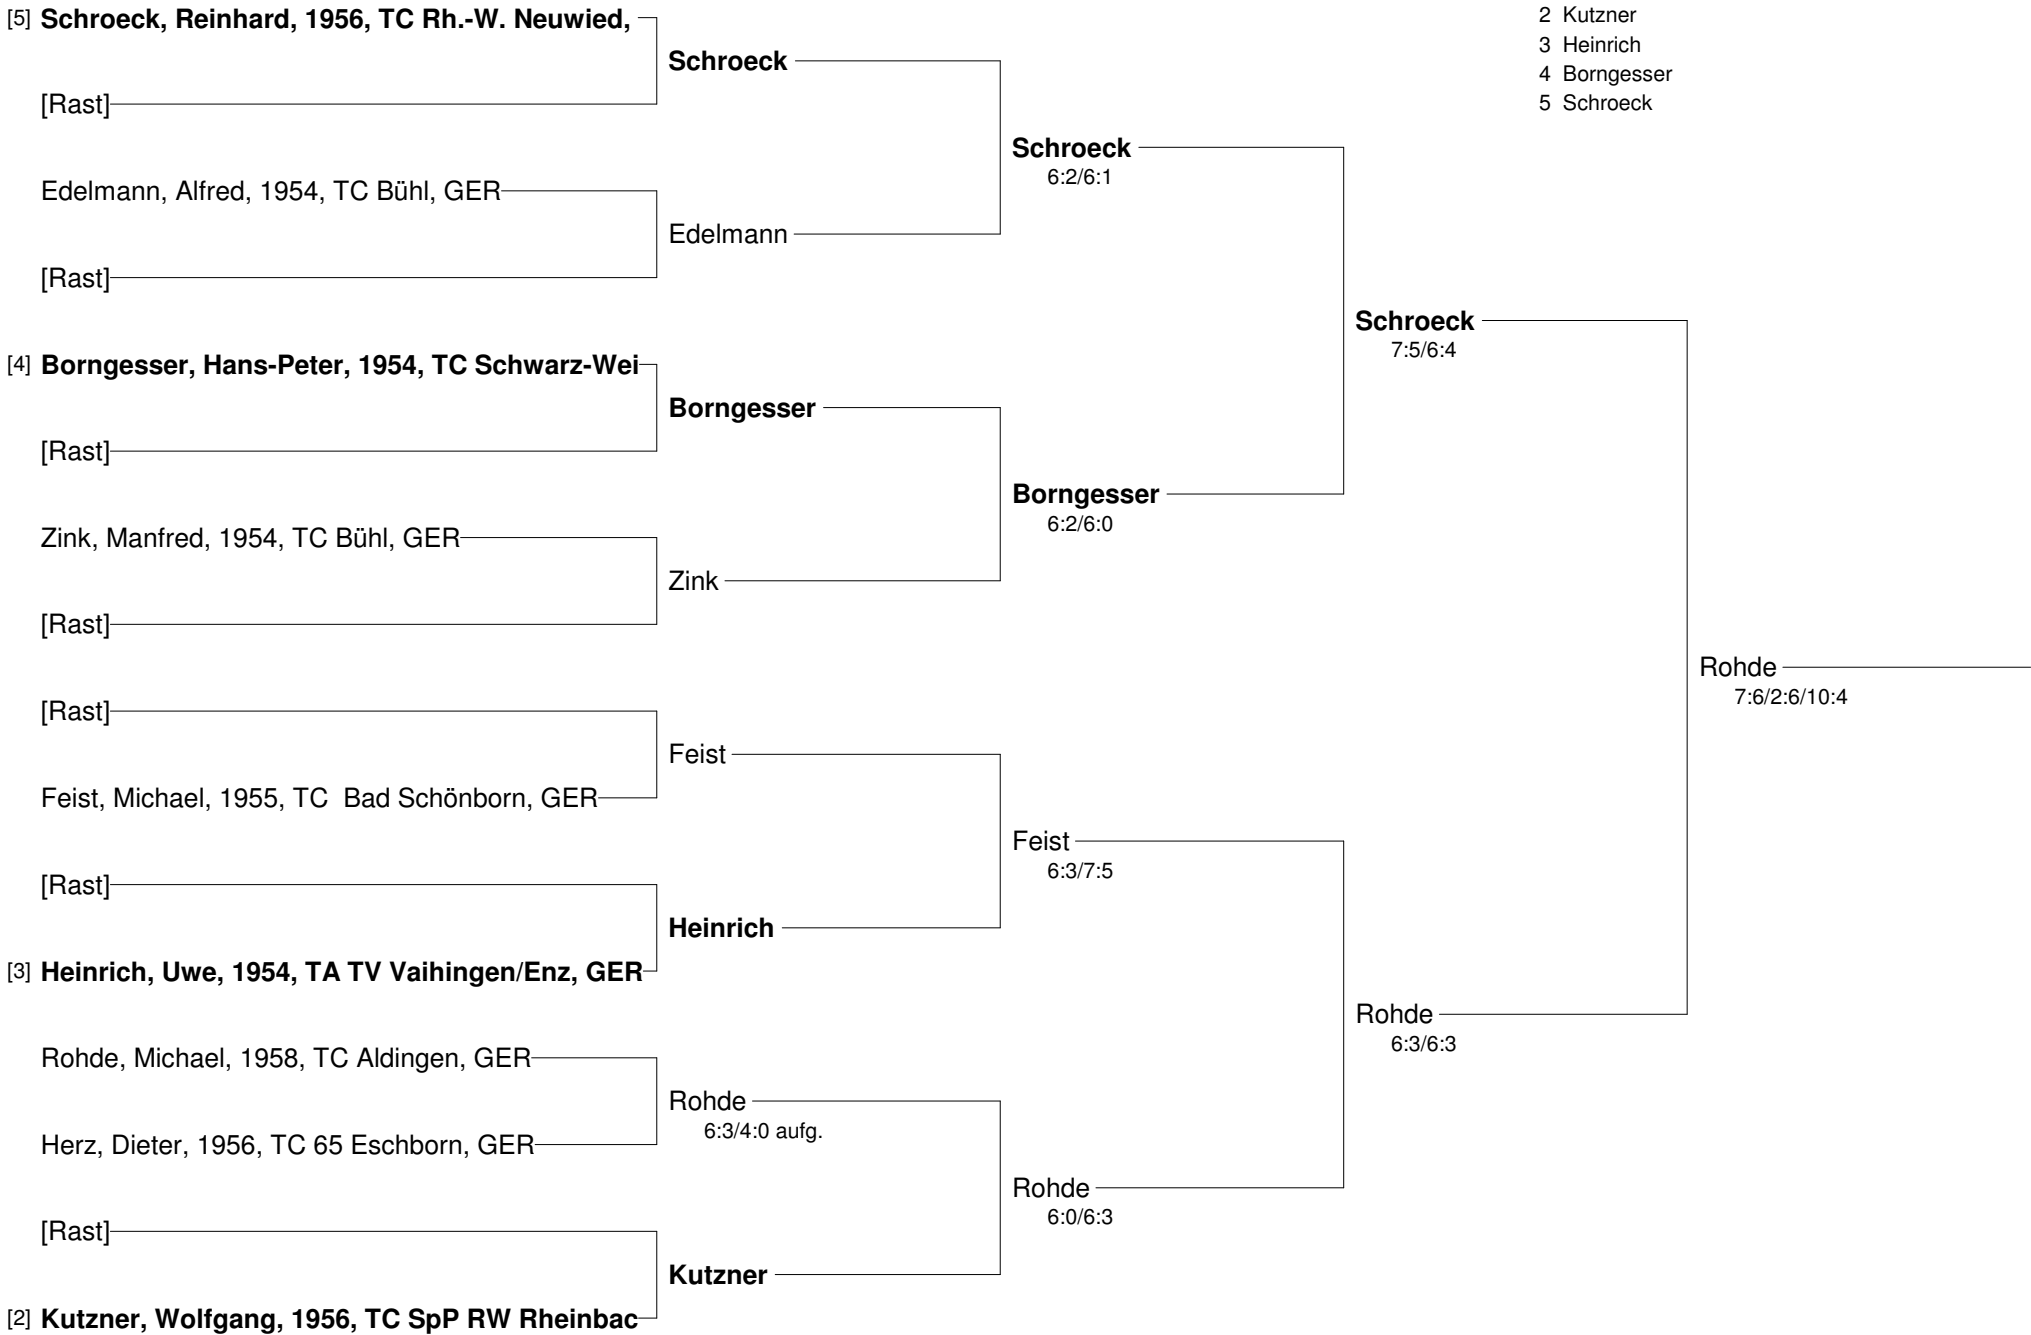 [5] Schroeck, Reinhard, 1956, TC Rh.-W. Neuwied,
[Rast]
Edelmann, Alfred, 1954, TC Bühl, GER
[Rast]
[4] Borngesser, Hans-Peter, 1954, TC Schwarz-Wei
[Rast]
Zink, Manfred, 1954, TC Bühl, GER
[Rast]
[Rast]
Feist, Michael, 1955, TC  Bad Schönborn, GER
[Rast]
[3] Heinrich, Uwe, 1954, TA TV Vaihingen/Enz, GER
Rohde, Michael, 1958, TC Aldingen, GER
Herz, Dieter, 1956, TC 65 Eschborn, GER
[Rast]
[2] Kutzner, Wolfgang, 1956, TC SpP RW Rheinbac
Schroeck
Edelmann
Borngesser
Zink
Feist
Heinrich
Rohde
6:3/4:0 aufg.
Kutzner
Schroeck
6:2/6:1
Borngesser
6:2/6:0
Feist
6:3/7:5
Rohde
6:0/6:3
Schroeck
7:5/6:4
Rohde
6:3/6:3
Rohde
7:6/2:6/10:4
2 Kutzner
3 Heinrich
4 Borngesser
5 Schroeck